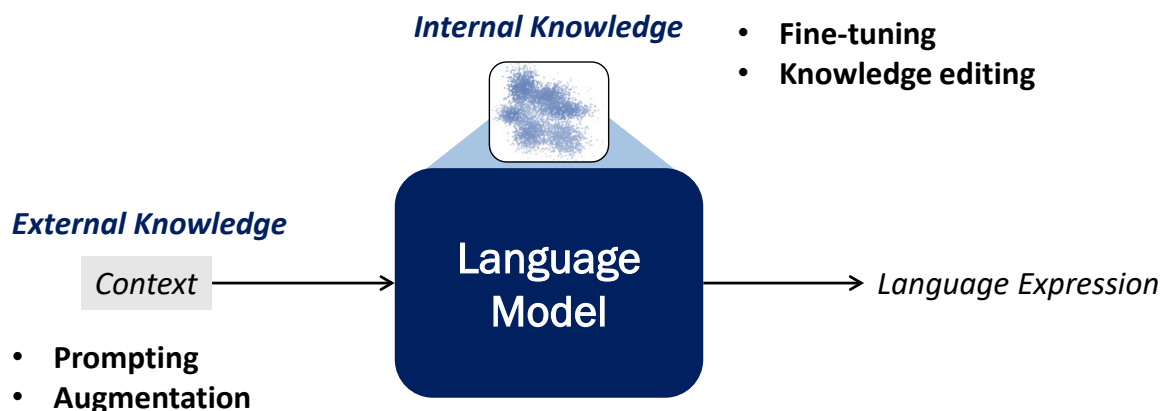 Internal Knowledge
• Fine-tuning
• Knowledge editing
External Knowledge
Context
Language
Model
Language Expression
• Prompting
• Augmentation